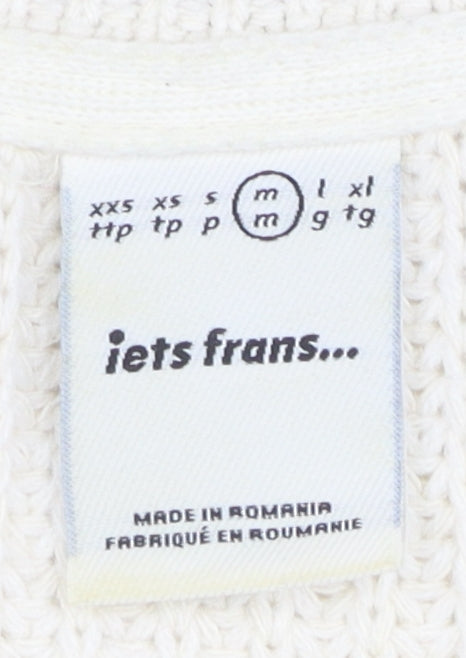 xxs xs s m l xl
ttp tp p m g tg
iets frans...
MADE IN ROMANIA
FABRIQUÉ EN ROUMANIE